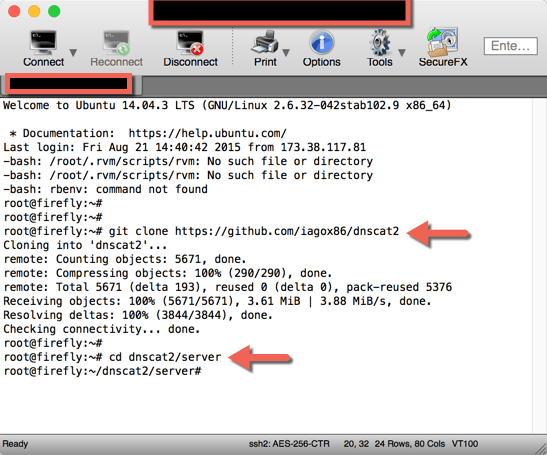 Connect
Reconnect
Disconnect
Print
Options
Tools
SecureFX
Ente...
Welcome to Ubuntu 14.04.3 LTS (GNU/Linux 2.6.32-042stab102.9 x86_64)
* Documentation:  https://help.ubuntu.com/
Last login: Fri Aug 21 14:40:42 2015 from 173.38.117.81
-bash: /root/.rvm/scripts/rvm: No such file or directory
-bash: /root/.rvm/scripts/rvm: No such file or directory
-bash: rbenv: command not found
root@firefly:~#
root@firefly:~# git clone https://github.com/iagox86/dnscat2
Cloning into 'dnscat2'...
remote: Counting objects: 5671, done.
remote: Compressing objects: 100% (290/290), done.
remote: Total 5671 (delta 193), reused 0 (delta 0), pack-reused 5376
Receiving objects: 100% (5671/5671), 3.61 MiB | 3.88 MiB/s, done.
Resolving deltas: 100% (3844/3844), done.
Checking connectivity... done.
root@firefly:~#
root@firefly:~# cd dnscat2/server
root@firefly:~/dnscat2/server#
Ready
ssh2: AES-256-CTR
20, 32
24 Rows, 80 Cols
VT100